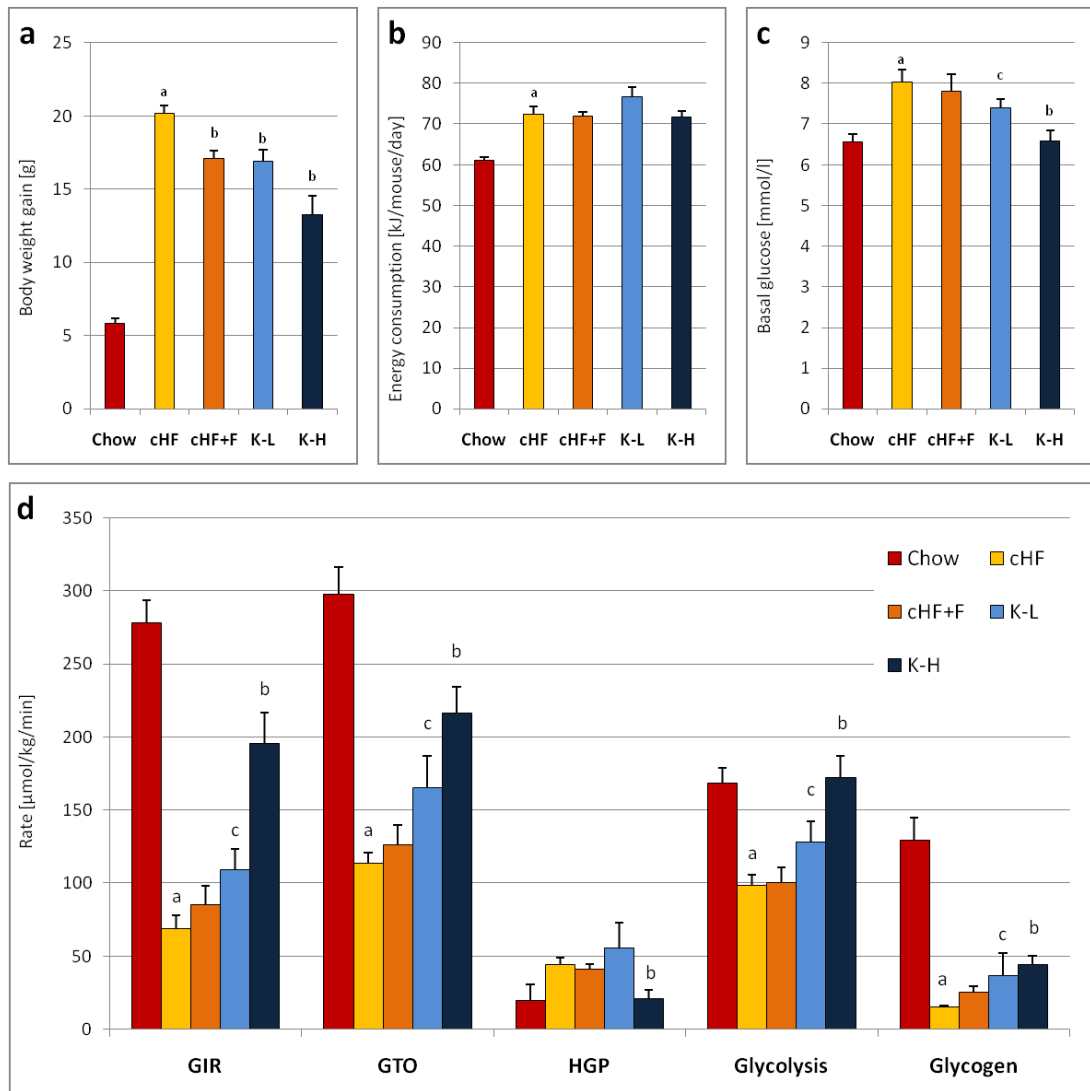 a
Body weight gain [g]
25
20
15
10
5
0
a
b
b
b
Chow cHF cHF+F K-L K-H
b
Energy consumption [kJ/mouse/day]
90
80
70
60
50
40
30
20
10
0
a
Chow cHF cHF+F K-L K-H
c
Basal glucose [mmol/l]
9
8
7
6
5
4
3
2
1
0
a
c
b
Chow cHF cHF+F K-L K-H
d
Rate [µmol/kg/min]
350
300
250
200
150
100
50
0
Chow cHF
cHF+F K-L
K-H
a
c
b
a
c
b
b
a
c
b
a
c
b
GIR GTO HGP Glycolysis Glycogen